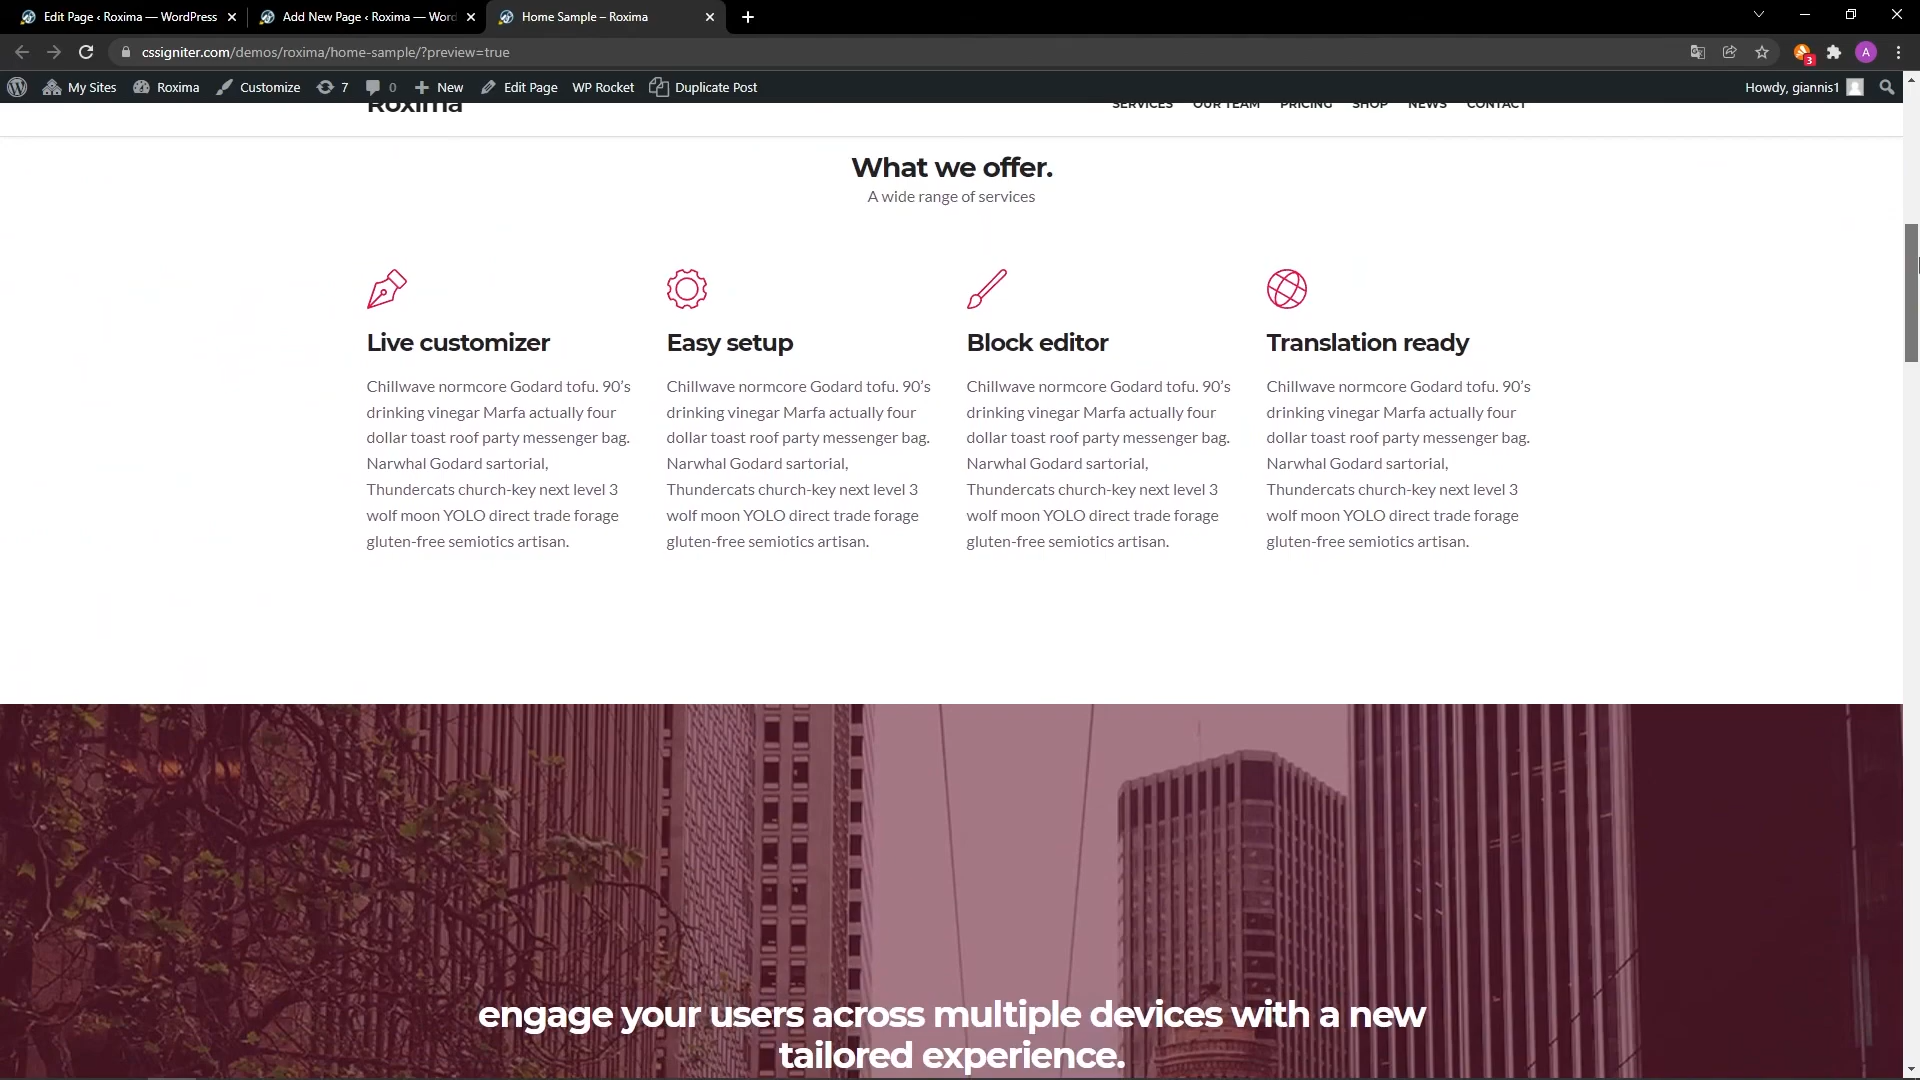 Edit Page ‹ Roxima — WordPress
Add New Page ‹ Roxima — Word
Home Sample – Roxima
cssigniter.com/demos/roxima/home-sample/?preview=true
3
A
My Sites
Roxima
Customize
7
0
New
Edit Page
WP Rocket
Duplicate Post
Howdy, giannis1
Roxima
SERVICES
OUR TEAM
PRICING
SHOP
NEWS
CONTACT
What we offer.
A wide range of services
Live customizer
Chillwave normcore Godard tofu. 90’s
drinking vinegar Marfa actually four
dollar toast roof party messenger bag.
Narwhal Godard sartorial,
Thundercats church-key next level 3
wolf moon YOLO direct trade forage
gluten-free semiotics artisan.
Easy setup
Chillwave normcore Godard tofu. 90’s
drinking vinegar Marfa actually four
dollar toast roof party messenger bag.
Narwhal Godard sartorial,
Thundercats church-key next level 3
wolf moon YOLO direct trade forage
gluten-free semiotics artisan.
Block editor
Chillwave normcore Godard tofu. 90’s
drinking vinegar Marfa actually four
dollar toast roof party messenger bag.
Narwhal Godard sartorial,
Thundercats church-key next level 3
wolf moon YOLO direct trade forage
gluten-free semiotics artisan.
Translation ready
Chillwave normcore Godard tofu. 90’s
drinking vinegar Marfa actually four
dollar toast roof party messenger bag.
Narwhal Godard sartorial,
Thundercats church-key next level 3
wolf moon YOLO direct trade forage
gluten-free semiotics artisan.
engage your users across multiple devices with a new
tailored experience.